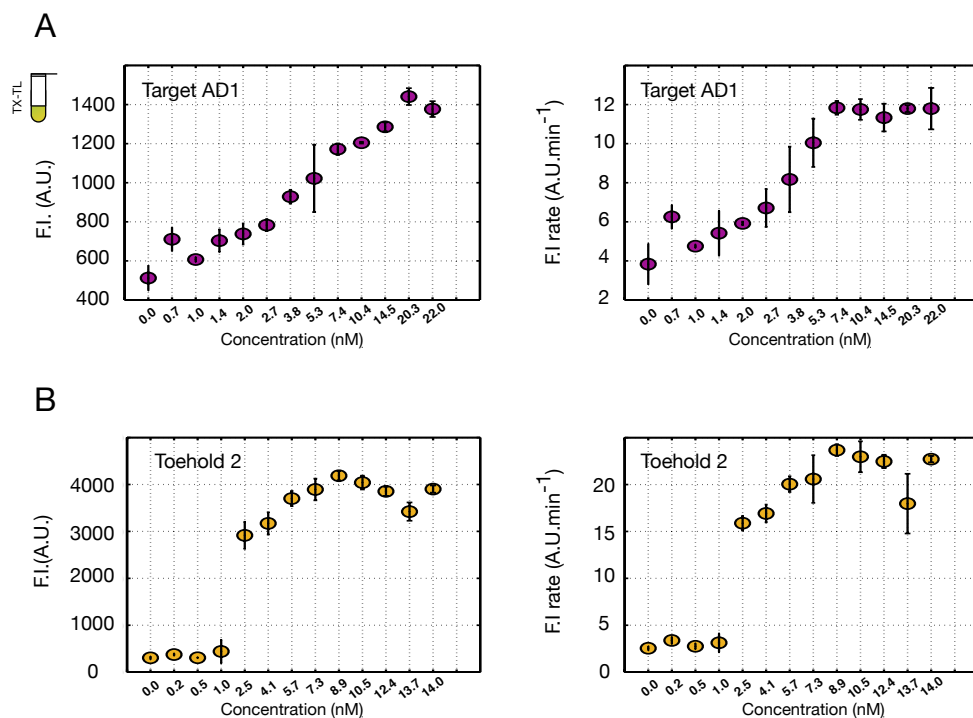 A
TX-TL
Target AD1
F.I. (A.U.)
1400
1200
1000
800
600
400
0.0 0.7 1.0 1.4 2.0 2.7 3.8 5.3 7.4 10.4 14.5 20.3 22.0
Concentration (nM)
Target AD1
F.I rate (A.U.min⁻¹)
12
10
8
6
4
2
0.0 0.7 1.0 1.4 2.0 2.7 3.8 5.3 7.4 10.4 14.5 20.3 22.0
Concentration (nM)
B
Toehold 2
F.I.(A.U.)
4000
3000
2000
1000
0
0.0 0.2 0.5 1.0 2.5 4.1 5.7 7.3 8.9 10.5 12.4 13.7 14.0
Concentration (nM)
Toehold 2
F.I rate (A.U.min⁻¹)
20
15
10
5
0
0.0 0.2 0.5 1.0 2.5 4.1 5.7 7.3 8.9 10.5 12.4 13.7 14.0
Concentration (nM)